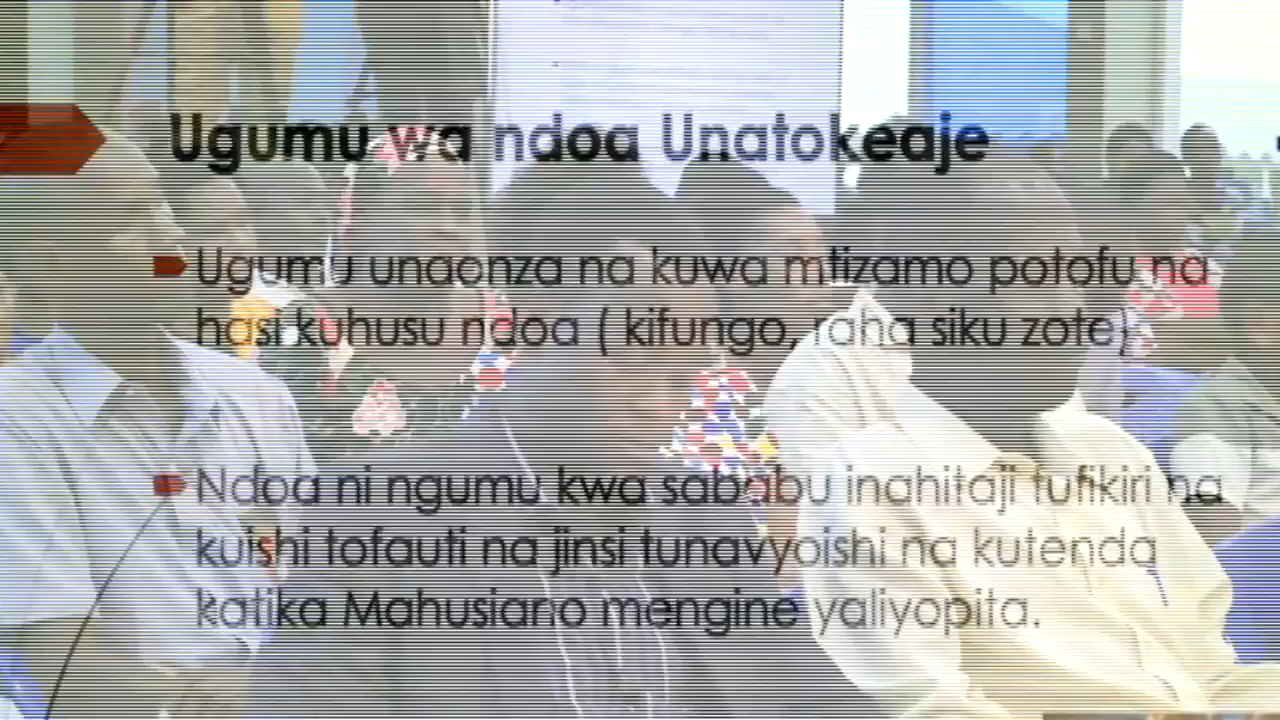 Ugumu wa ndoa Unatokeaje
Ugumu unaonza na kuwa mtizamo potofu na
hasi kuhusu ndoa ( kifungo, raha siku zote)
Ndoa ni ngumu kwa sababu inahitaji tufikiri na
kuishi tofauti na jinsi tunavyoishi na kutenda
katika Mahusiano mengine yaliyopita.